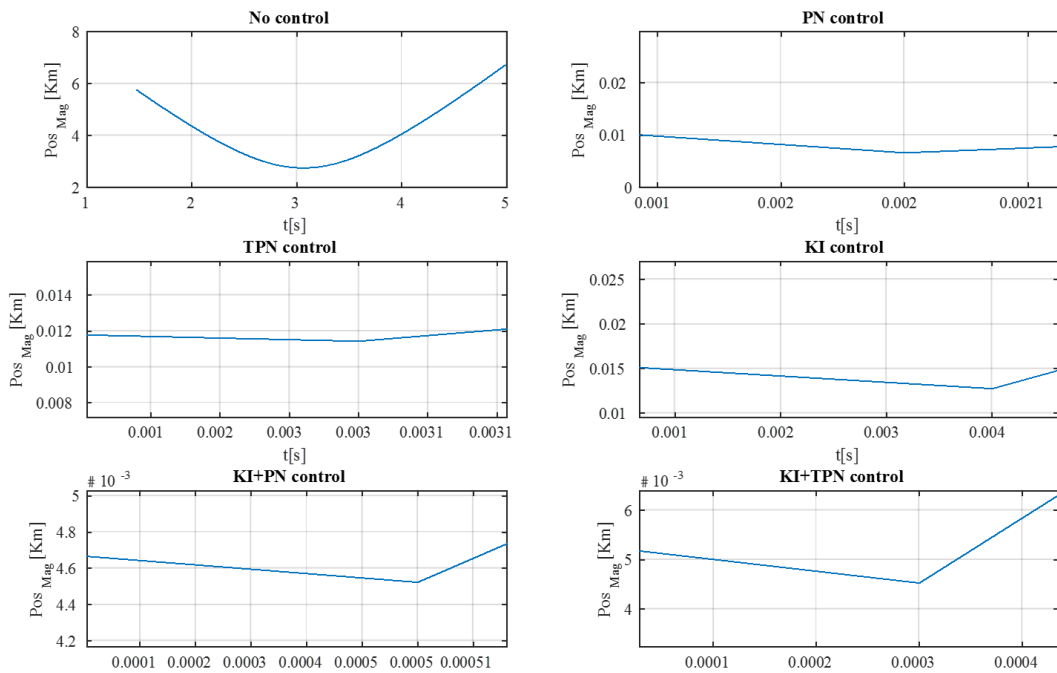 No control
8
6
4
2
Pos Mag [Km]
1
2
3
4
5
t[s]
PN control
0.02
0.01
0
Pos Mag [Km]
0.001
0.002
0.002
0.0021
t[s]
TPN control
0.014
0.012
0.01
0.008
Pos Mag [Km]
0.001
0.002
0.003
0.003
0.0031
0.0031
t[s]
KI control
0.025
0.02
0.015
0.01
Pos Mag [Km]
0.001
0.002
0.003
0.004
t[s]
KI+PN control
# 10 -3
5
4.8
4.6
4.4
4.2
Pos Mag [Km]
0.0001
0.0002
0.0005
0.0005
0.0005
0.00051
KI+TPN control
# 10 -3
6
5
4
Pos Mag [Km]
0.0001
0.0002
0.0003
0.0004